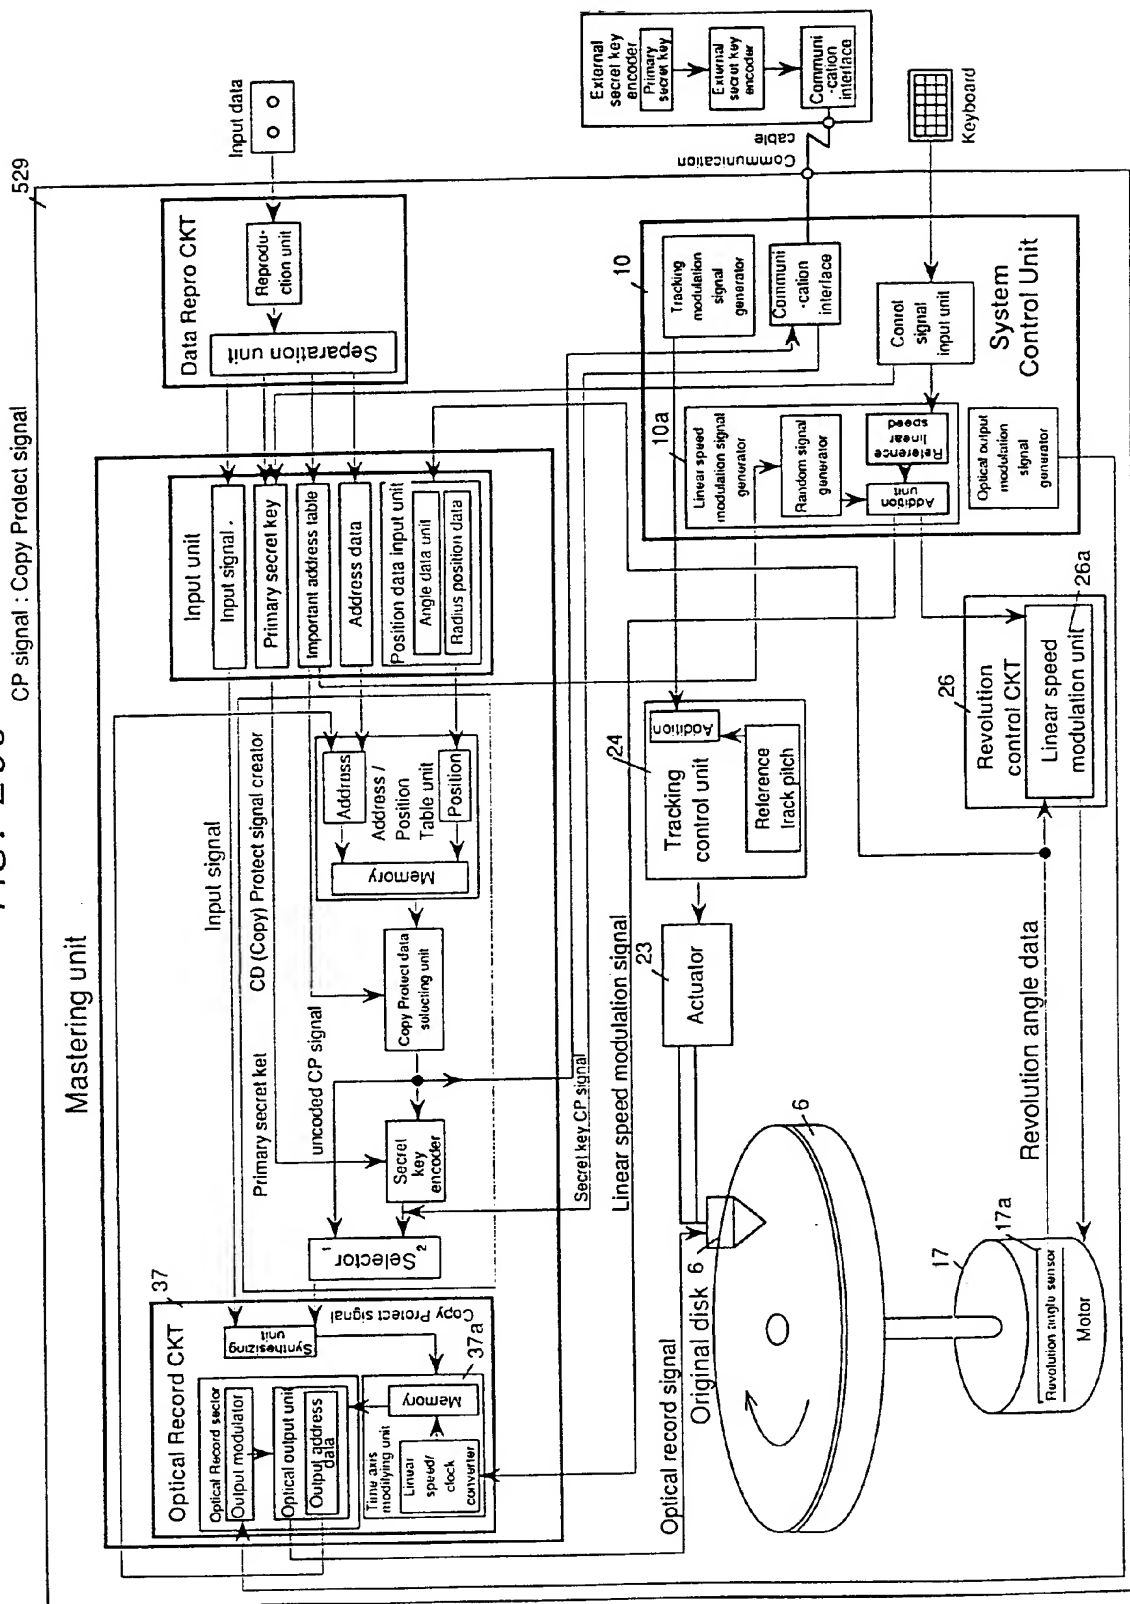 529
CP signal : Copy Protect signal
Mastering unit
Optical Record CKT
37
Optical Record sector
Output modulator
Optical output unit
Output address
data
Synthesizing
unit
Copy Protect signal
Time axis
modifying unit
37a
Memory
Linear
speed/
clock
converter
Input signal
CD (Copy) Protect signal creator
Primary secret ket
uncoded CP signal
Selector
1
2
Secret
key
encoder
Copy Protect data
selecting unit
Memory
Address
Address /
Position
Table unit
Position
Input unit
Input signal .
Primary secret key
Important address table
Address data
Position data input unit
Angle data unit
Radius position data
Data Repro CKT
Separation unit
Reprodu-
ction unit
Input data
Secret key CP signal
Linear speed modulation signal
External
secret key
encoder
Primary
secret key
External
secret key
encoder
Communi
-cation
interface
Communication
cable
Keyboard
10
Tracking
modulation
signal
generator
Communi
-cation
interface
10a
Linear speed
modulation signal
generator
Random signal
generator
Addition
unit
Reference
linear
speed
Control
signal
input unit
System
Control Unit
Optical output
modulation
signal
generator
24
Tracking
control unit
Addition
Reference
track pitch
23
Actuator
26
Revolution
control CKT
Linear speed
modulation unit
26a
Optical record signal
Original disk 6
6
Revolution angle data
17
17a
Revolution angle sensor
Motor